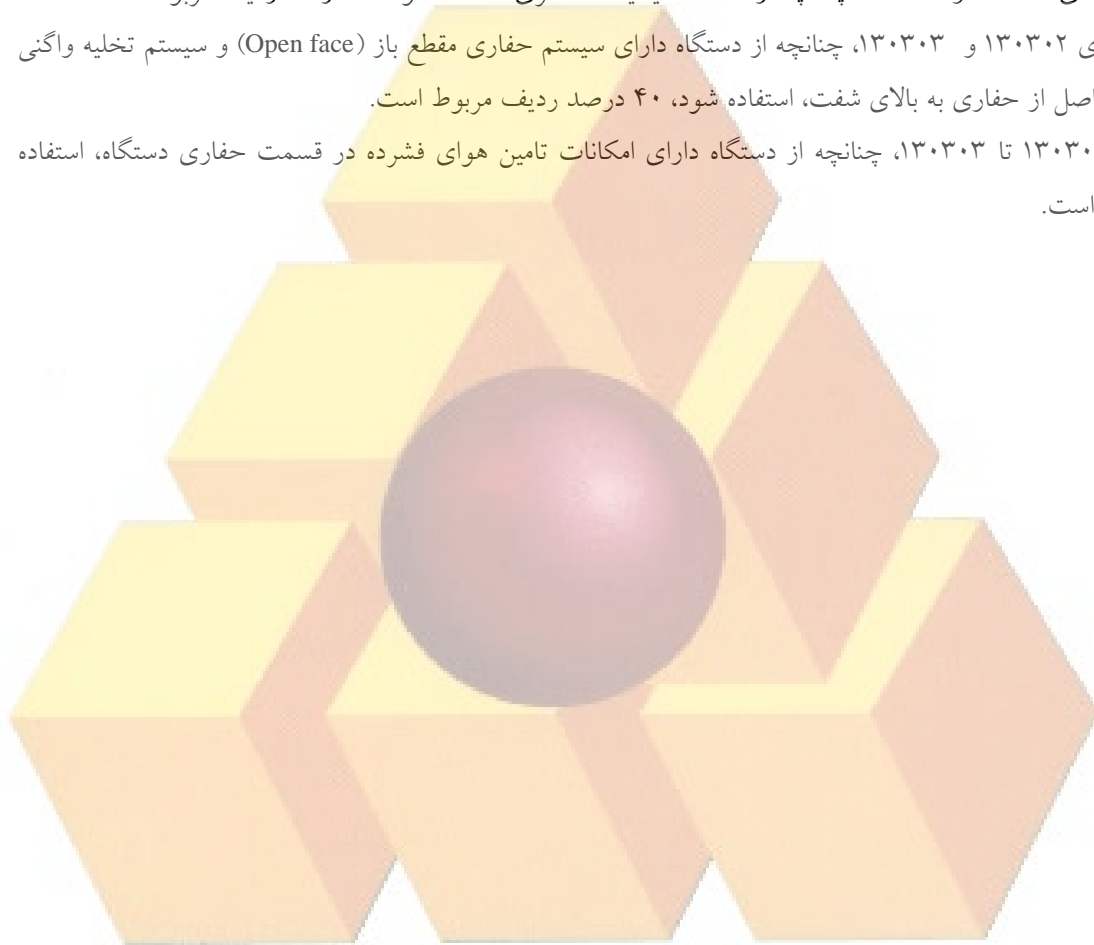 ی ۱۳۰۳۰۲ و ۱۳۰۳۰۳، چنانچه از دستگاه دارای سیستم حفاری مقطع باز (Open face) و سیستم تخلیه واگنی
اصل از حفاری به بالای شفت، استفاده شود، ۴۰ درصد ردیف مربوط است.
۱۳۰۳۰ تا ۱۳۰۳۰۳، چنانچه از دستگاه دارای امکانات تامین هوای فشرده در قسمت حفاری دستگاه، استفاده
است.